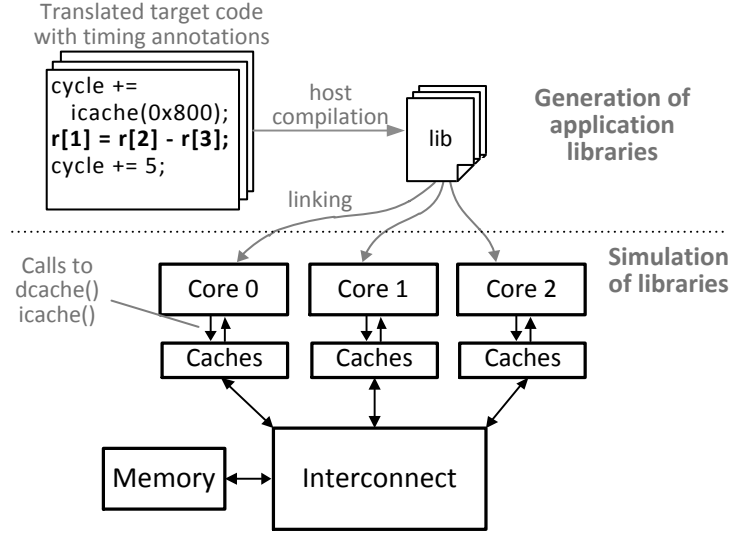 Translated target code
with timing annotations
cycle +=
icache(0x800);
r[1] = r[2] - r[3];
cycle += 5;
host
compilation
lib
Generation of
application
libraries
linking
Simulation
of libraries
Calls to
dcache()
icache()
Core 0
Core 1
Core 2
Caches
Caches
Caches
Memory
Interconnect